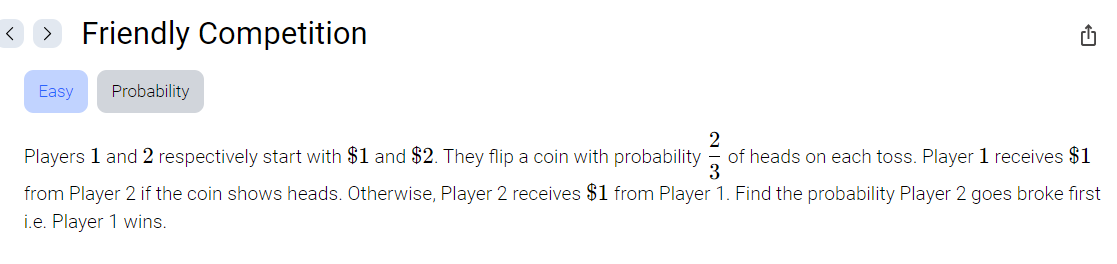 Friendly Competition
Easy
Probability
Players 1 and 2 respectively start with $1 and $2. They flip a coin with probability 2/3 of heads on each toss. Player 1 receives $1
from Player 2 if the coin shows heads. Otherwise, Player 2 receives $1 from Player 1. Find the probability Player 2 goes broke first
i.e. Player 1 wins.